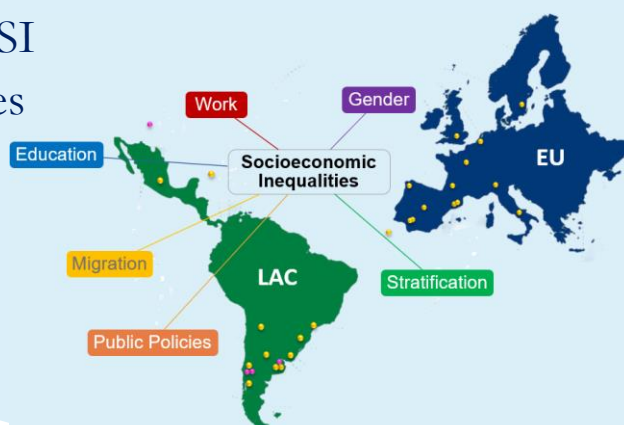 SI
es
Work
Gender
Education
Socioeconomic
Inequalities
EU
Migration
LAC
Stratification
Public Policies